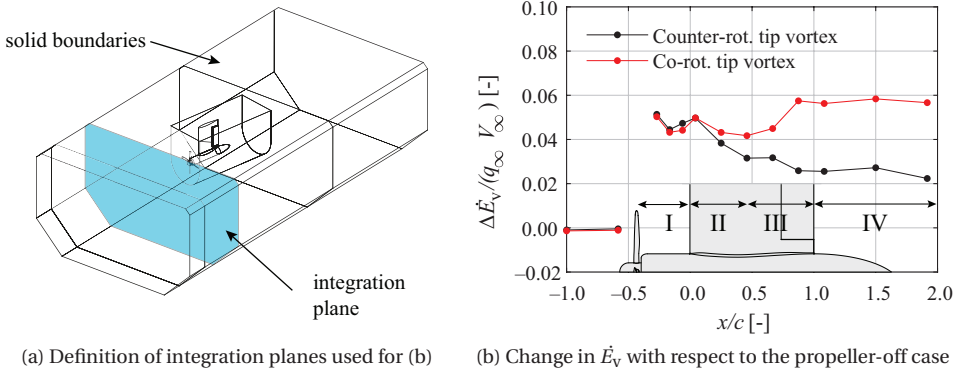 solid boundaries
integration
plane
(a) Definition of integration planes used for (b)
0.10
0.08
0.06
0.04
0.02
0.00
−0.02
ΔĖv/(q∞ V∞) [-]
Counter-rot. tip vortex
Co-rot. tip vortex
I
II
III
IV
−1.0
−0.5
0.0
0.5
1.0
1.5
2.0
x/c [-]
(b) Change in Ėv with respect to the propeller-off case